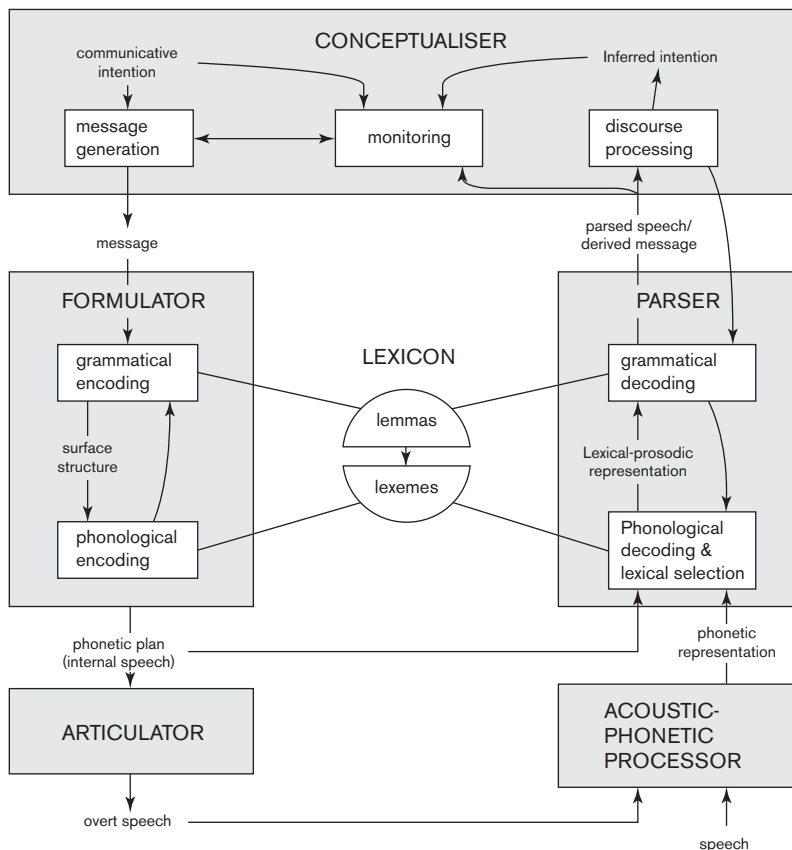 CONCEPTUALISER
communicative
intention
Inferred intention
message
generation
monitoring
discourse
processing
message
parsed speech/
derived message
FORMULATOR
PARSER
grammatical
encoding
LEXICON
grammatical
decoding
lemmas
surface
structure
Lexical-prosodic
representation
lexemes
phonological
encoding
Phonological
decoding &
lexical selection
phonetic plan
(internal speech)
phonetic
representation
ARTICULATOR
ACOUSTIC-
PHONETIC
PROCESSOR
overt speech
speech